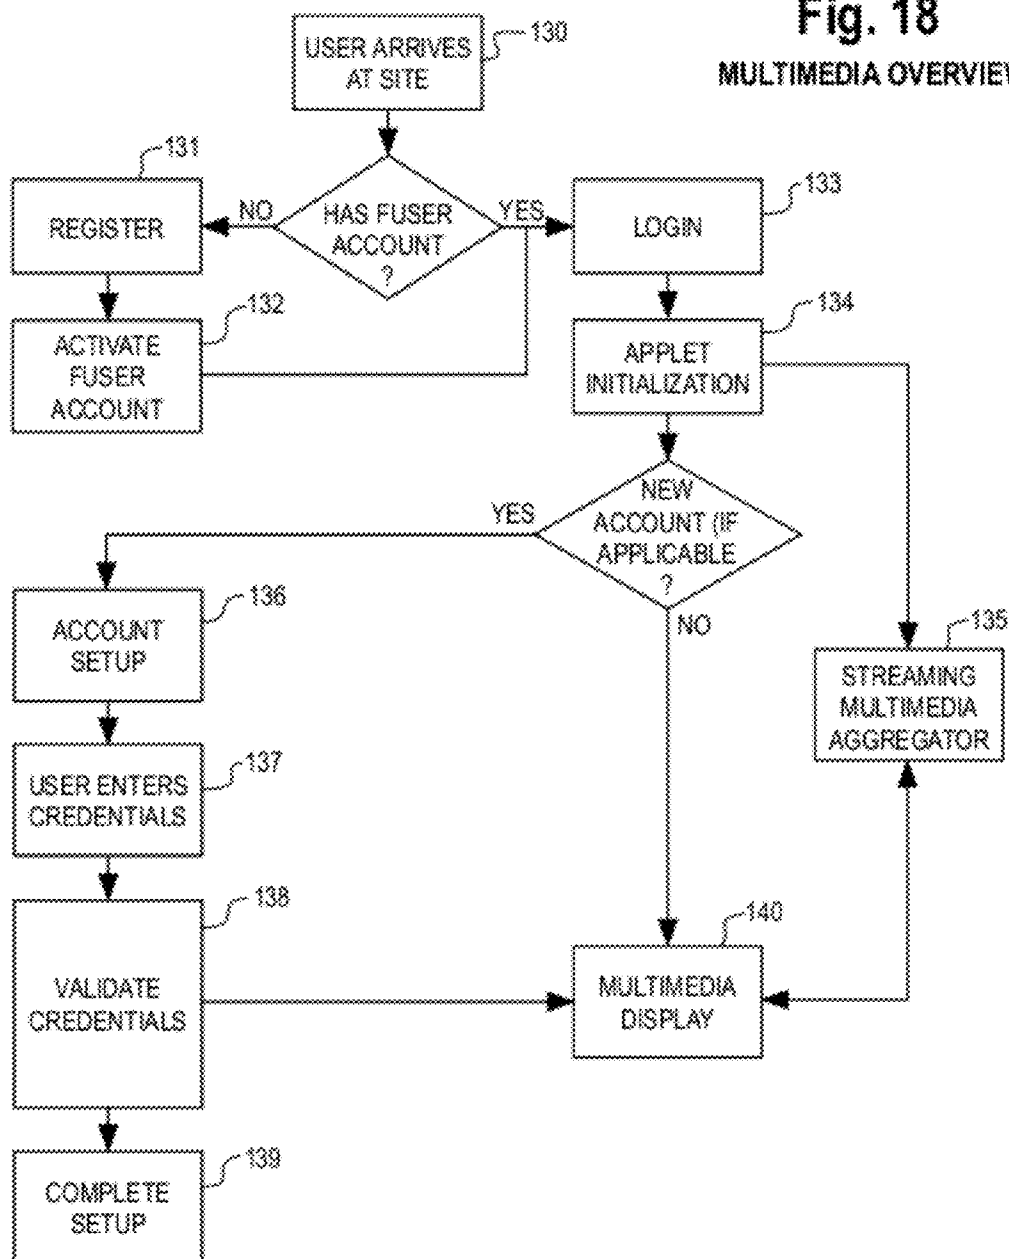 Fig. 18
MULTIMEDIA OVERVIEW
USER ARRIVES
AT SITE
130
131
REGISTER
NO
HAS FUSER
ACCOUNT
?
YES
133
LOGIN
132
ACTIVATE
FUSER
ACCOUNT
134
APPLET
INITIALIZATION
NEW
ACCOUNT (IF
APPLICABLE
?
YES
NO
136
ACCOUNT
SETUP
135
STREAMING
MULTIMEDIA
AGGREGATOR
137
USER ENTERS
CREDENTIALS
138
VALIDATE
CREDENTIALS
140
MULTIMEDIA
DISPLAY
139
COMPLETE
SETUP